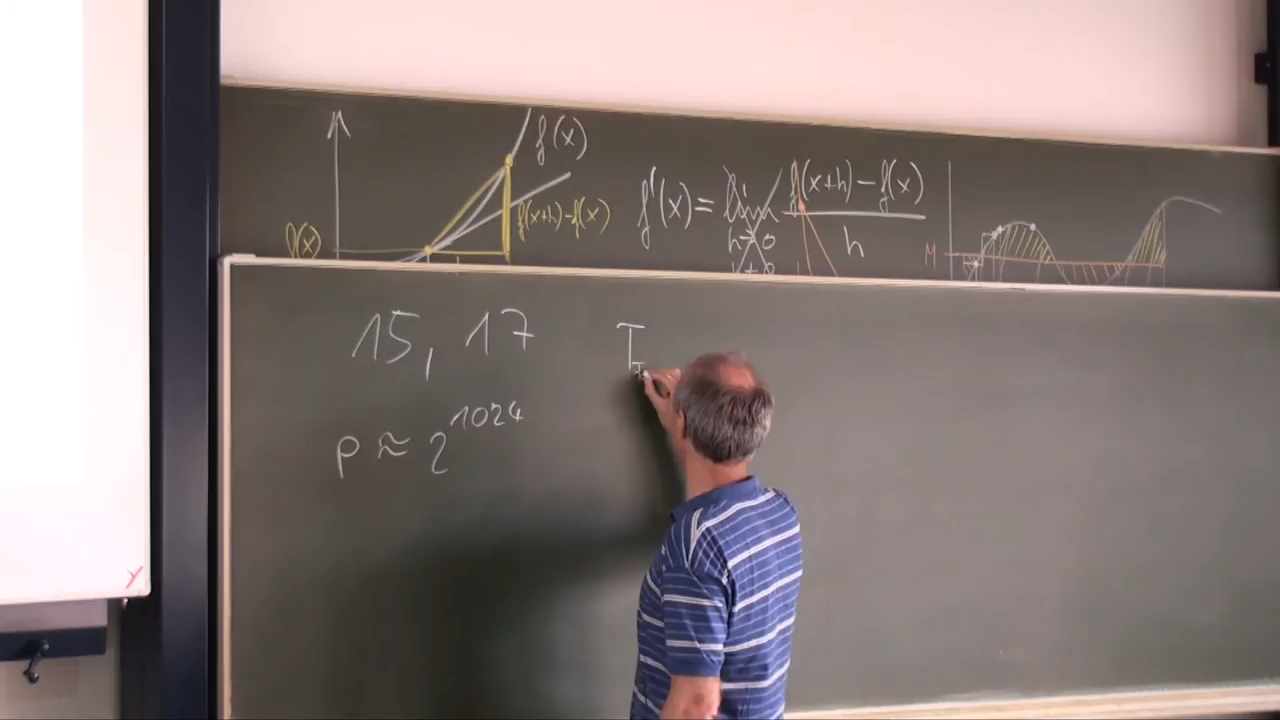 f(x)
f(x)
f(x+h)-f(x)
f'(x) = lim f(x+h)-f(x)
h→0 h
M
15, 17
p ≈ 2^1024
T
y